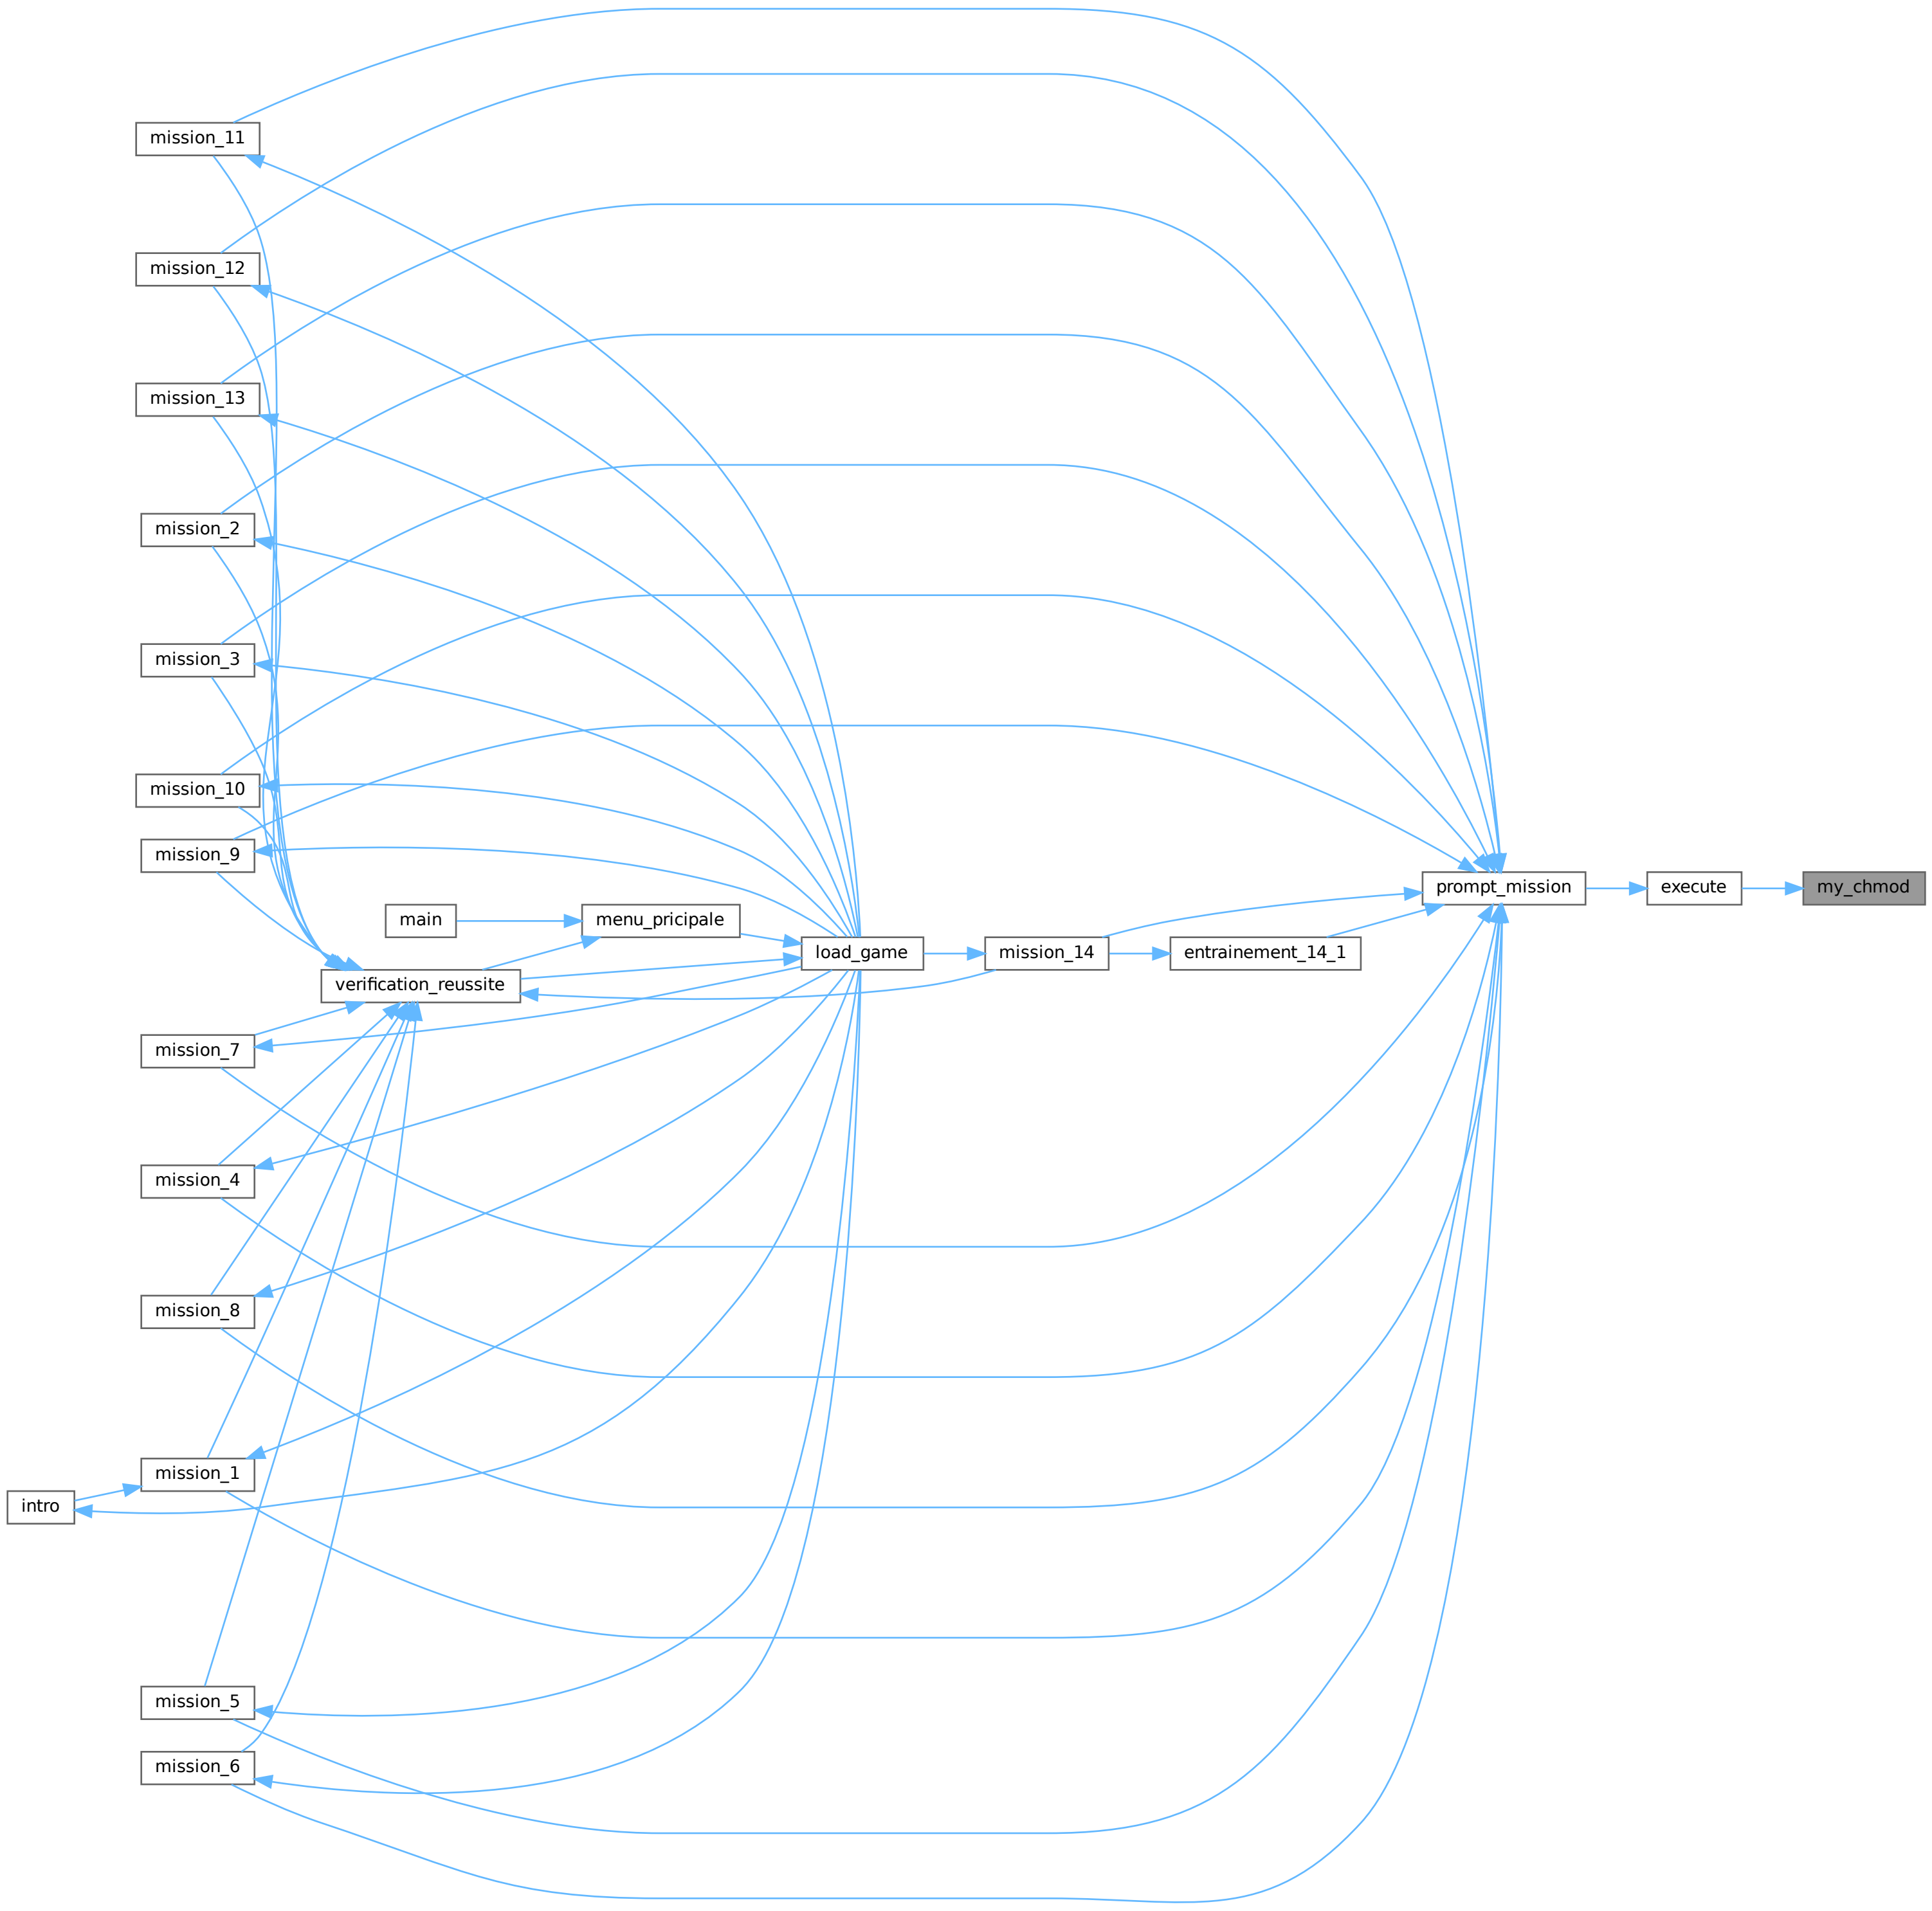 mission_11
mission_12
mission_13
mission_2
mission_3
mission_10
mission_9
prompt_mission
execute
my_chmod
main
menu_pricipale
load_game
mission_14
entrainement_14_1
verification_reussite
mission_7
mission_4
mission_8
mission_1
intro
mission_5
mission_6